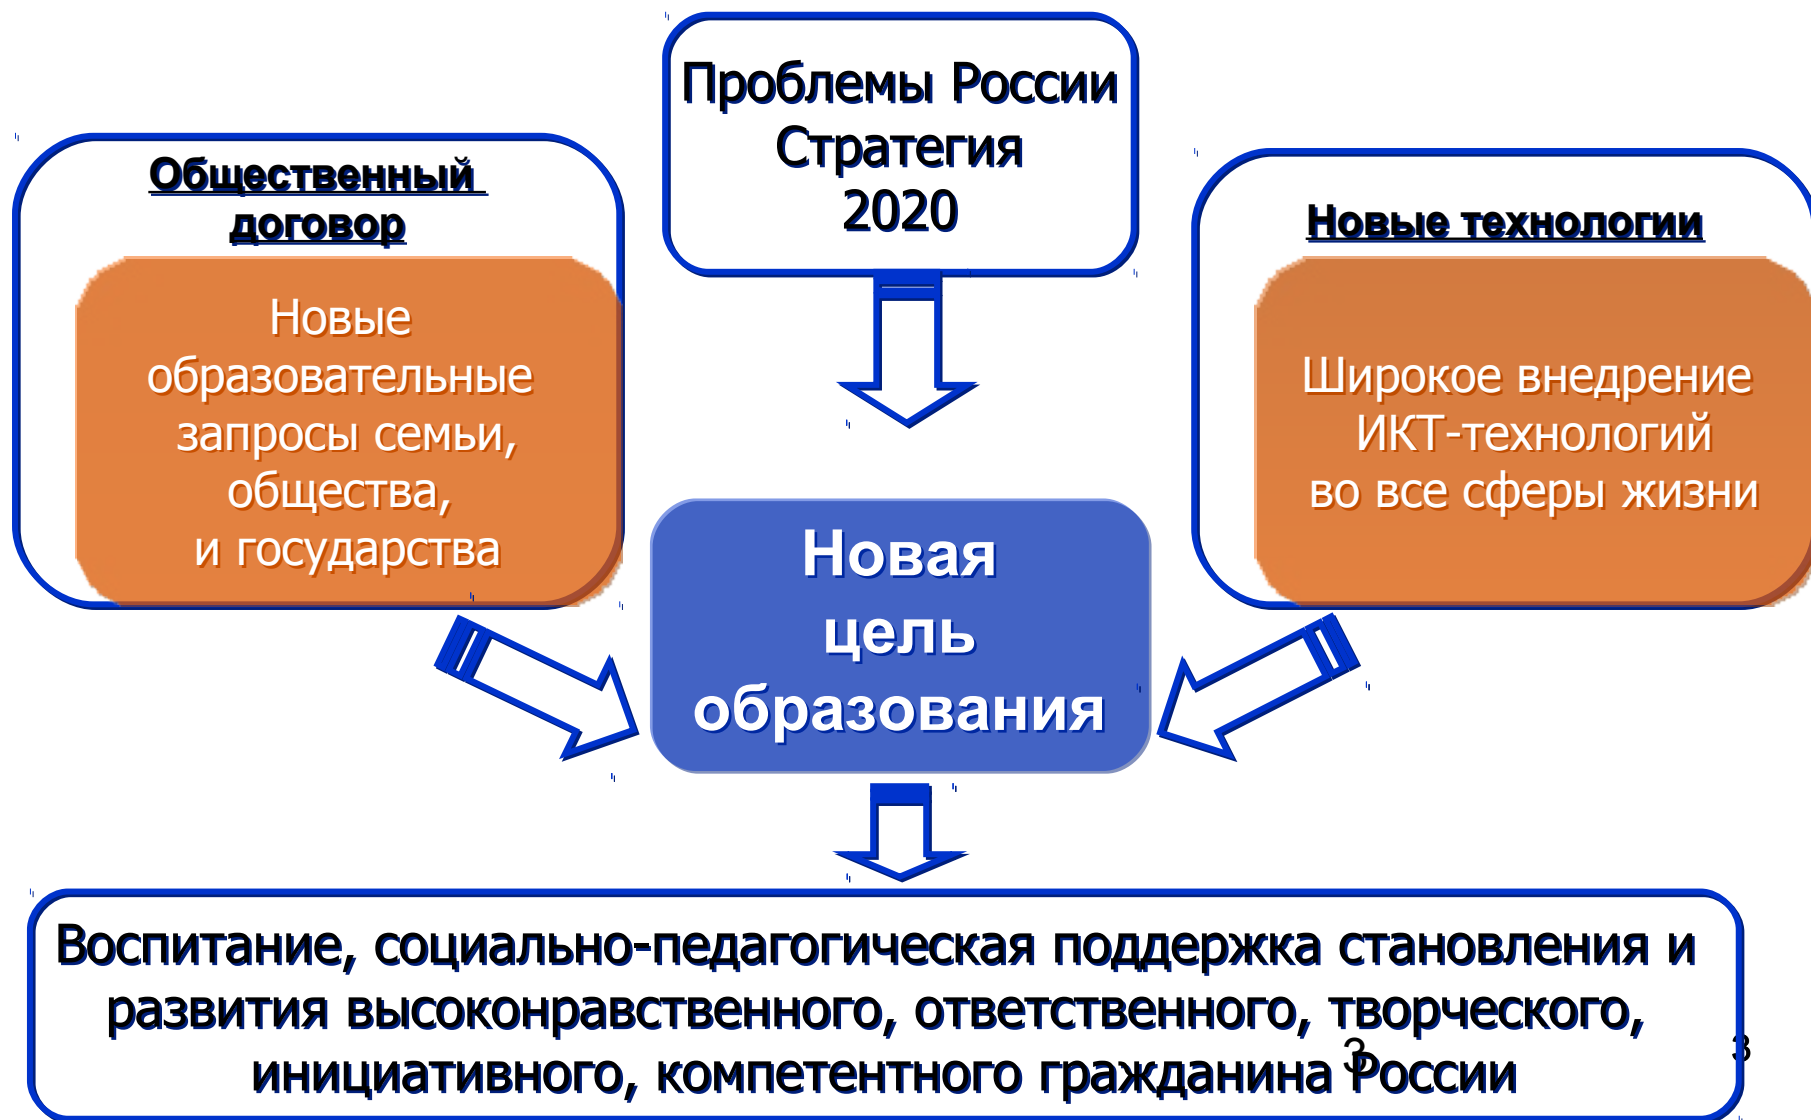 Проблемы России
Стратегия
2020
Общественный
договор
Новые
образовательные
запросы семьи,
общества,
и государства
Новые технологии
Широкое внедрение
ИКТ-технологий
во все сферы жизни
Новая
цель
образования
Воспитание, социально-педагогическая поддержка становления и
развития высоконравственного, ответственного, творческого,
инициативного, компетентного гражданина России
3
3